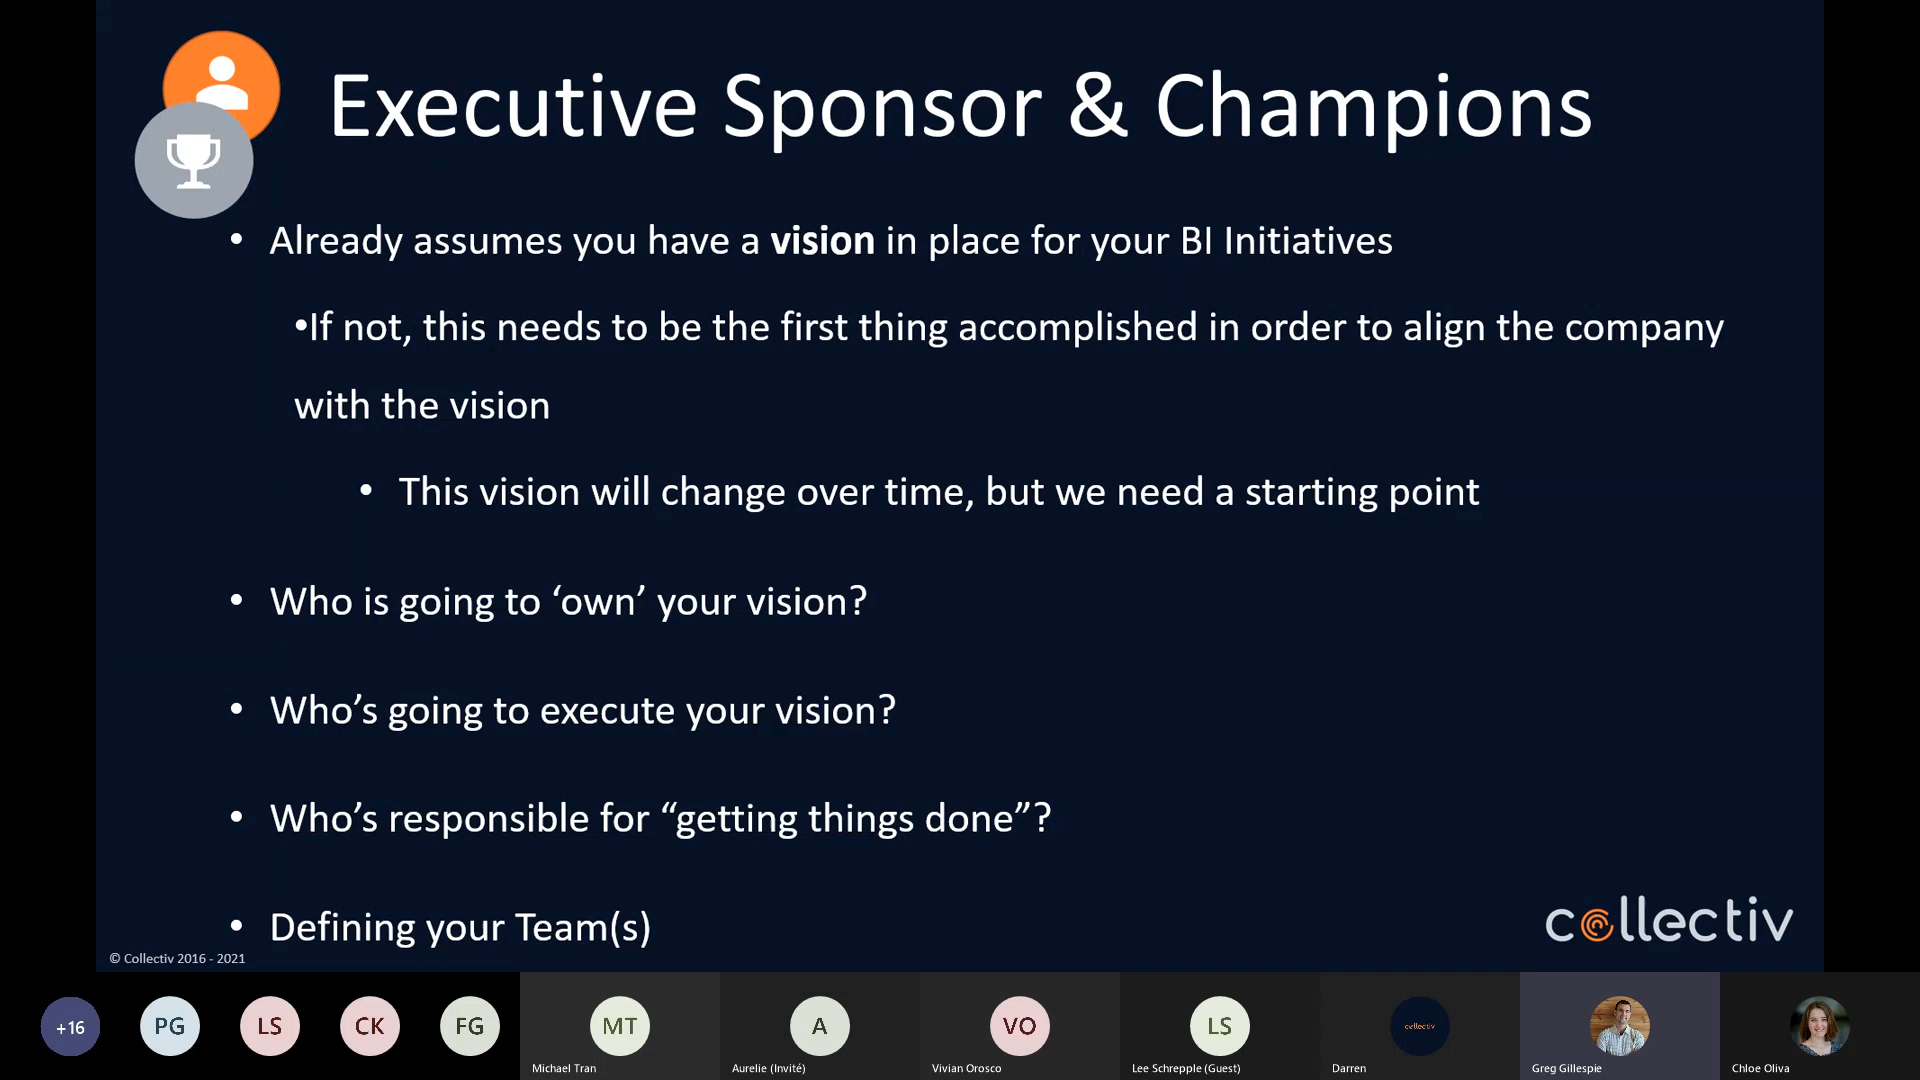 Executive Sponsor & Champions
• Already assumes you have a vision in place for your BI Initiatives
•If not, this needs to be the first thing accomplished in order to align the company
with the vision
• This vision will change over time, but we need a starting point
• Who is going to ‘own’ your vision?
• Who’s going to execute your vision?
• Who’s responsible for “getting things done”?
• Defining your Team(s)
collectiv
© Collectiv 2016 - 2021
+16
PG
LS
CK
FG
MT
A
VO
LS
collectiv
Michael Tran
Aurelie (Invité)
Vivian Orosco
Lee Schrepple (Guest)
Darren
Greg Gillespie
Chloe Oliva